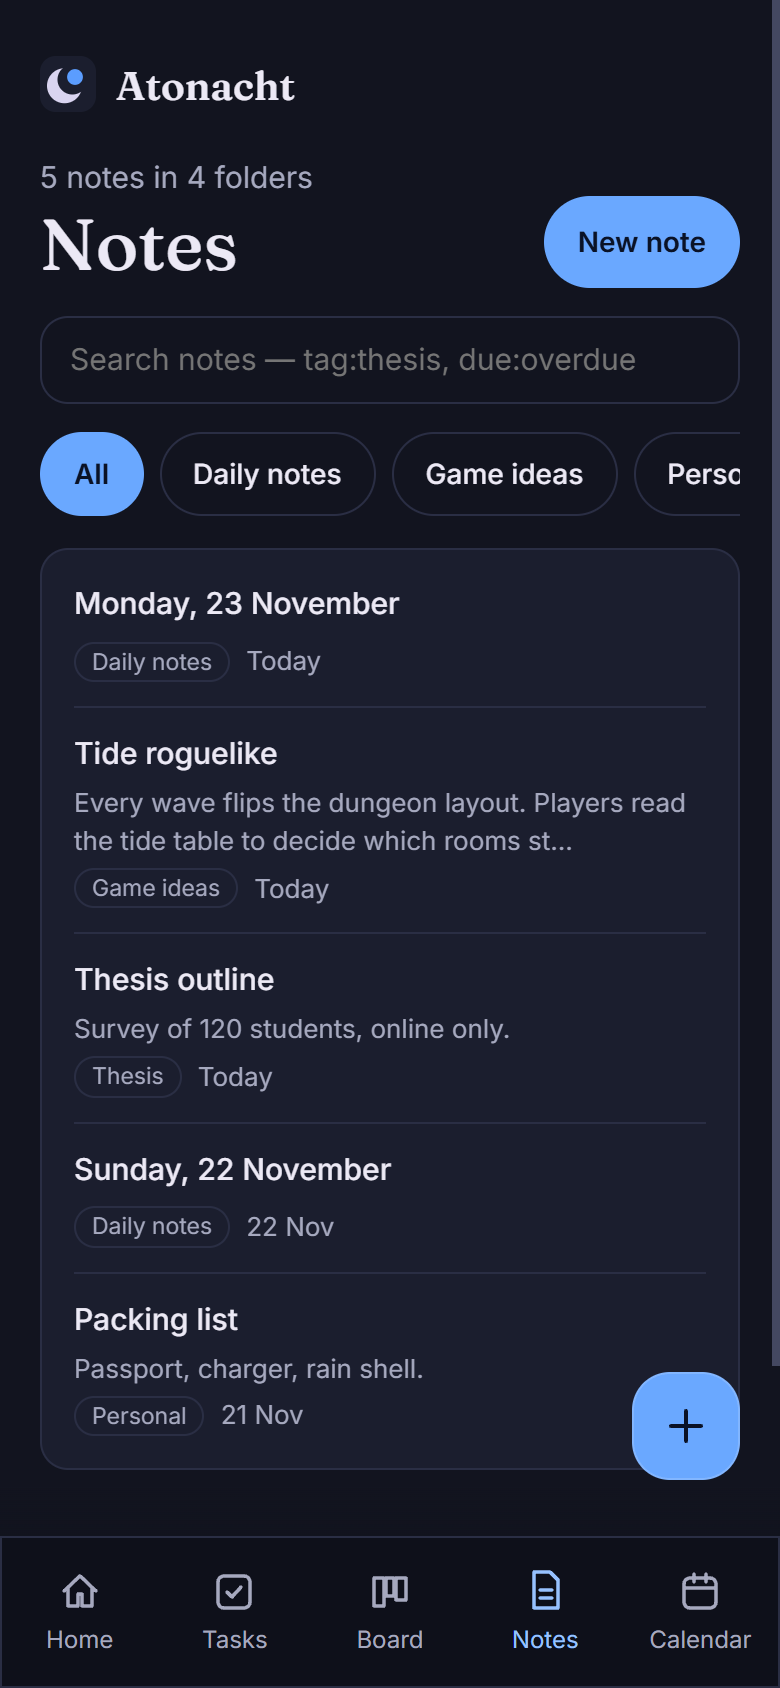 Atonacht
5 notes in 4 folders
Notes
New note
Search notes — tag:thesis, due:overdue
All
Daily notes
Game ideas
Perso
Monday, 23 November
Daily notes
Today
Tide roguelike
Every wave flips the dungeon layout. Players read
the tide table to decide which rooms st...
Game ideas
Today
Thesis outline
Survey of 120 students, online only.
Thesis
Today
Sunday, 22 November
Daily notes
22 Nov
Packing list
Passport, charger, rain shell.
Personal
21 Nov
Home
Tasks
Board
Notes
Calendar